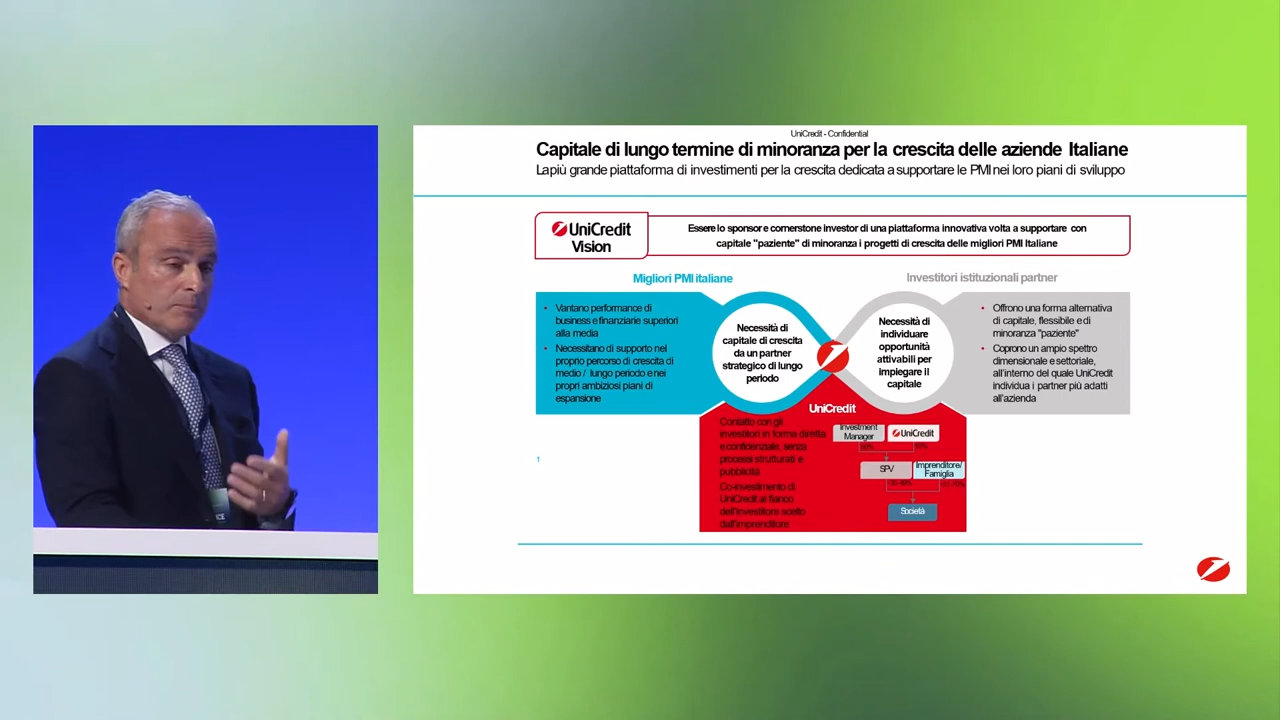 UniCredit - Confidential
Capitale di lungo termine di minoranza per la crescita delle aziende Italiane
La più grande piattaforma di investimenti per la crescita dedicata a supportare le PMI nei loro piani di sviluppo
UniCredit
Vision
Essere lo sponsor e cornerstone investor di una piattaforma innovativa volta a supportare con
capitale "paziente" di minoranza i progetti di crescita delle migliori PMI Italiane
Migliori PMI italiane
• Vantano performance di
business e finanziarie superiori
alla media
• Necessitano di supporto nel
proprio percorso di crescita di
medio / lungo periodo e nei
propri ambiziosi piani di
espansione
Necessità di
capitale di crescita
da un partner
strategico di lungo
periodo
Investitori istituzionali partner
Necessità di
individuare
opportunità
attivabili per
impiegare il
capitale
• Offrono una forma alternativa
di capitale, flessibile e di
minoranza "paziente"
• Coprono un ampio spettro
dimensionale e settoriale,
all'interno del quale UniCredit
individua i partner più adatti
all'azienda
UniCredit
Contatto con gli
investitori in forma diretta
e confidenziale, senza
processi strutturati e
pubblicità
Co-investimento di
UniCredit al fianco
dell'investitore scelto
dall'imprenditore
Investment
Manager
UniCredit
SPV
Imprenditore/
Famiglia
Società
1